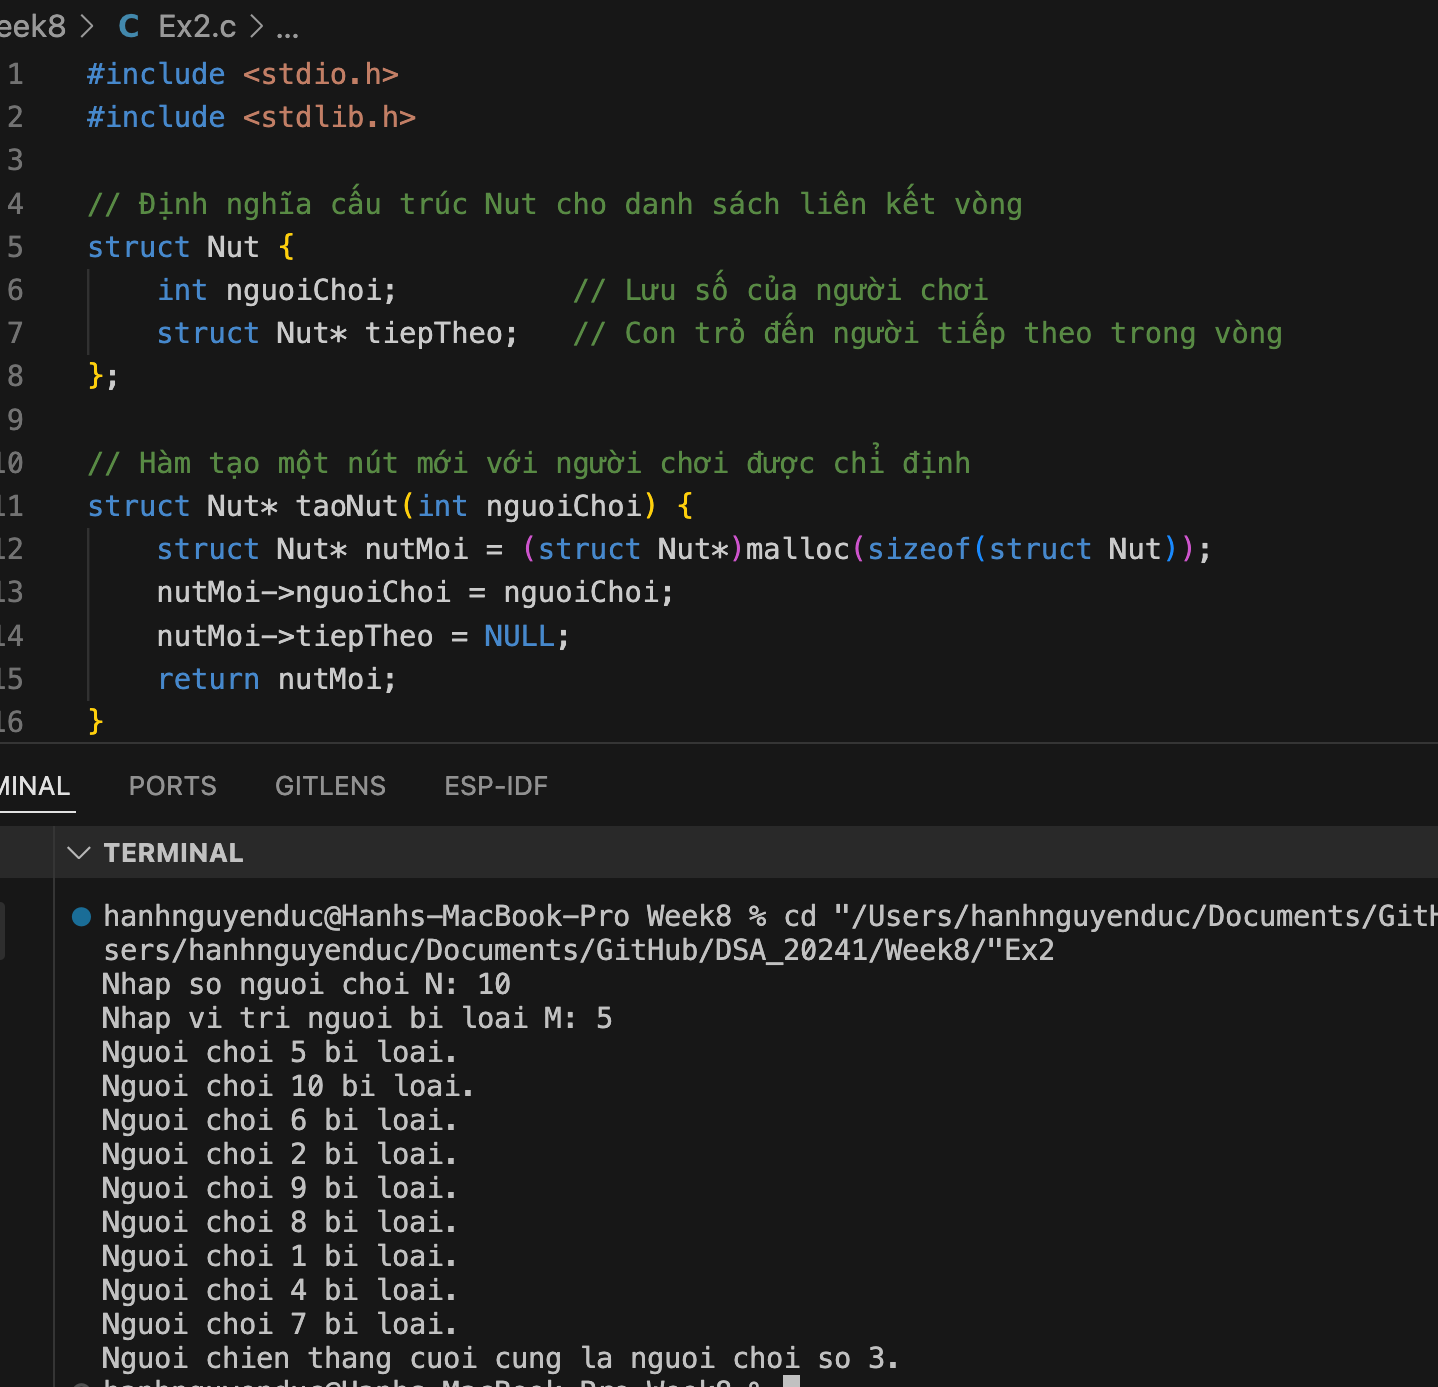 eek8 > C Ex2.c > ...
1 #include <stdio.h>
2 #include <stdlib.h>
3
4 // Định nghĩa cấu trúc Nut cho danh sách liên kết vòng
5 struct Nut {
6 int nguoiChoi; // Lưu số của người chơi
7 struct Nut* tiepTheo; // Con trỏ đến người tiếp theo trong vòng
8 };
9
10 // Hàm tạo một nút mới với người chơi được chỉ định
11 struct Nut* taoNut(int nguoiChoi) {
12 struct Nut* nutMoi = (struct Nut*)malloc(sizeof(struct Nut));
13 nutMoi->nguoiChoi = nguoiChoi;
14 nutMoi->tiepTheo = NULL;
15 return nutMoi;
16 }
MINAL PORTS GITLENS ESP-IDF
TERMINAL
hanhnguyenduc@Hanhs-MacBook-Pro Week8 % cd "/Users/hanhnguyenduc/Documents/GitH
sers/hanhnguyenduc/Documents/GitHub/DSA_20241/Week8/"Ex2
Nhap so nguoi choi N: 10
Nhap vi tri nguoi bi loai M: 5
Nguoi choi 5 bi loai.
Nguoi choi 10 bi loai.
Nguoi choi 6 bi loai.
Nguoi choi 2 bi loai.
Nguoi choi 9 bi loai.
Nguoi choi 8 bi loai.
Nguoi choi 1 bi loai.
Nguoi choi 4 bi loai.
Nguoi choi 7 bi loai.
Nguoi chien thang cuoi cung la nguoi choi so 3.
hanhnguyenduc@Hanhs-MacBook-Pro Week8 %